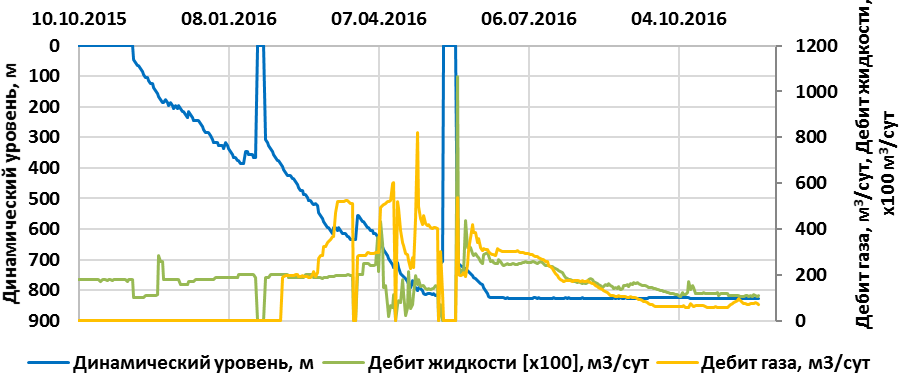 10.10.2015 08.01.2016 07.04.2016 06.07.2016 04.10.2016
0 1200
100 1000
200
300 800
400
500 600
600 400
700
800 200
900 0
Динамический уровень, м
Дебит газа, м³/сут, Дебит жидкости,
х100 м³/сут
Динамический уровень, м Дебит жидкости [х100], м3/сут Дебит газа, м3/сут